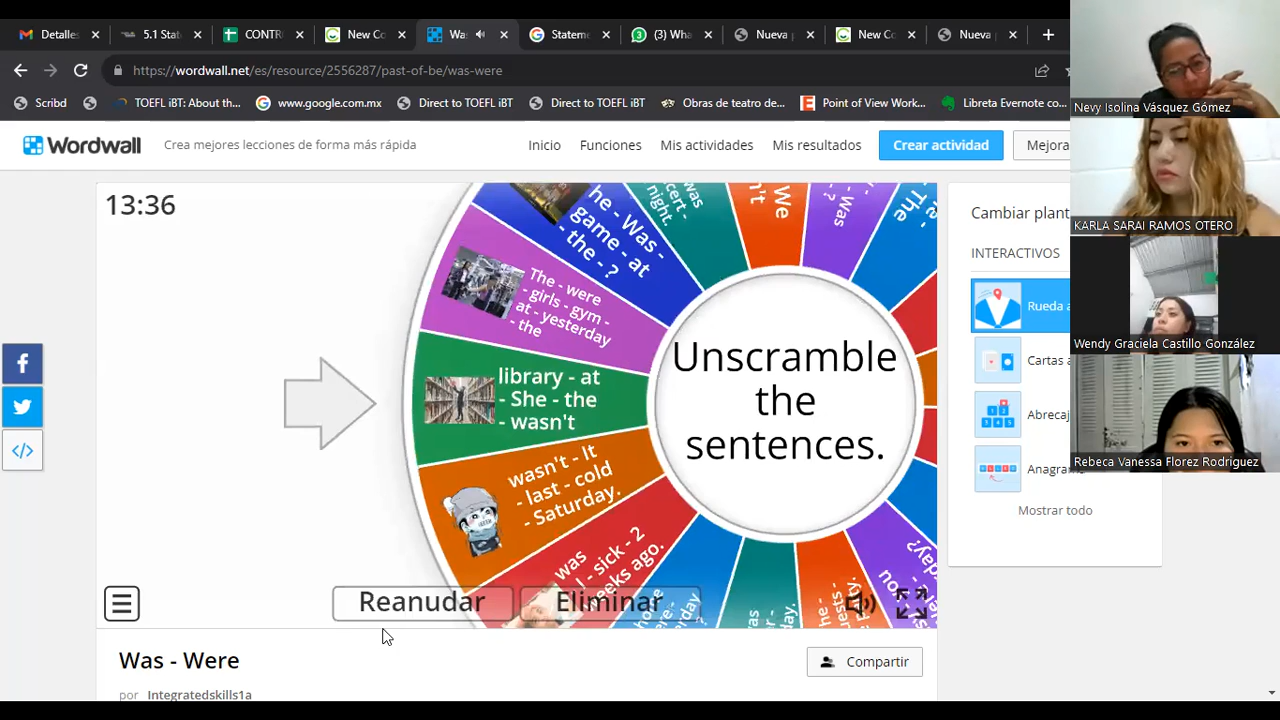 Detalles
5.1 Stat
CONTR
New Co
Wa
Stateme
(3) Wha
Nueva
New Co
Nueva
https://wordwall.net/es/resource/2556287/past-of-be/was-were
Scribd
TOEFL iBT: About th...
www.google.com.mx
Direct to TOEFL iBT
Direct to TOEFL iBT
Obras de teatro de...
Point of View Work...
Libreta Evernote co...
Wordwall
Crea mejores lecciones de forma más rápida
Inicio
Funciones
Mis actividades
Mis resultados
Crear actividad
Mejora
13:36
he - Was -
game - at
- the - ?
was
cert -
night.
We
n't
- Was
- ?
The - were
- girls - gym -
at - yesterday
- the
library - at
- She - the
- wasn't
wasn't - It
- last - cold
- Saturday.
was
I - sick - 2
weeks ago.
Unscramble
the
sentences.
Reanudar
Eliminar
Was - Were
por Integratedskills1a
Compartir
Cambiar plant
INTERACTIVOS
Rueda a
Cartas a
Abrecaj
Anagram
Mostrar todo
Nevy Isolina Vásquez Gómez
KARLA SARAI RAMOS OTERO
Wendy Graciela Castillo González
Rebeca Vanessa Florez Rodriguez